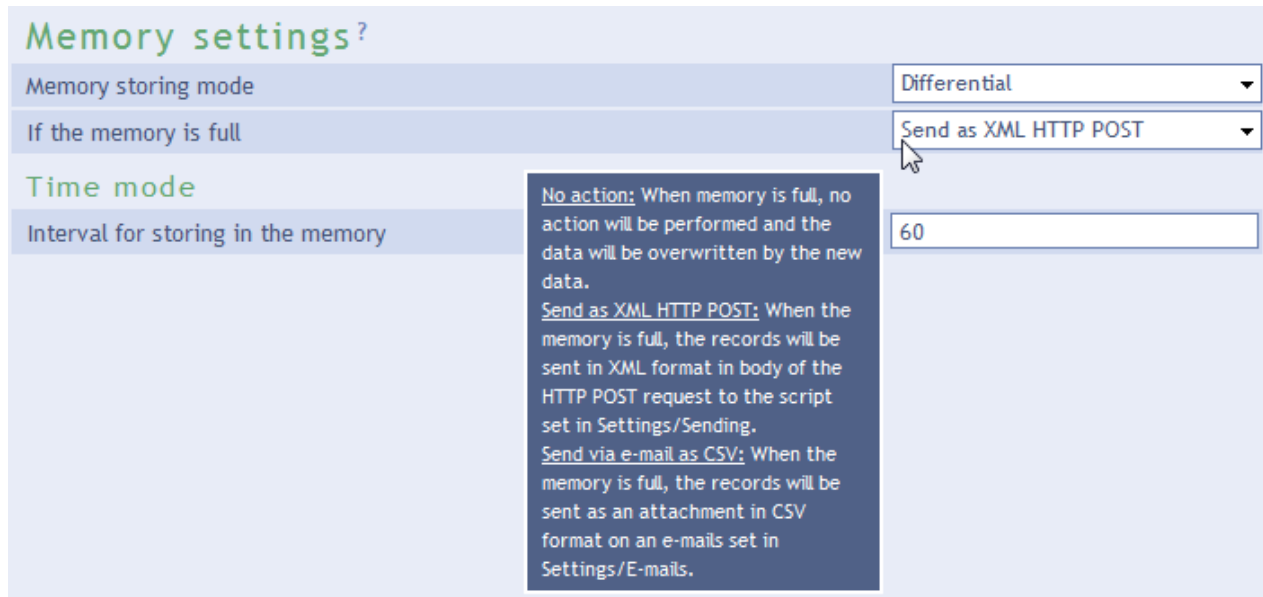 Memory settings?
Memory storing mode
Differential
If the memory is full
Send as XML HTTP POST
Time mode
Interval for storing in the memory
60
No action: When memory is full, no
action will be performed and the
data will be overwritten by the new
data.
Send as XML HTTP POST: When the
memory is full, the records will be
sent in XML format in body of the
HTTP POST request to the script
set in Settings/Sending.
Send via e-mail as CSV: When the
memory is full, the records will be
sent as an attachment in CSV
format on an e-mails set in
Settings/E-mails.